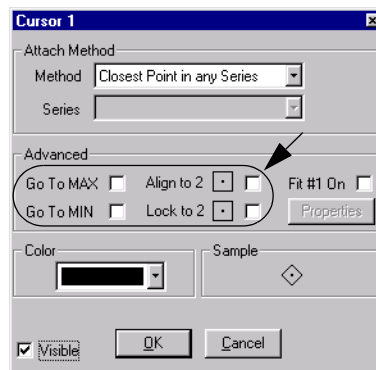 Cursor 1
Attach Method
Method Closest Point in any Series
Series
Advanced
Go To MAX Align to 2 Fit #1 On
Go To MIN Lock to 2 Properties
Color Sample
Visible OK Cancel